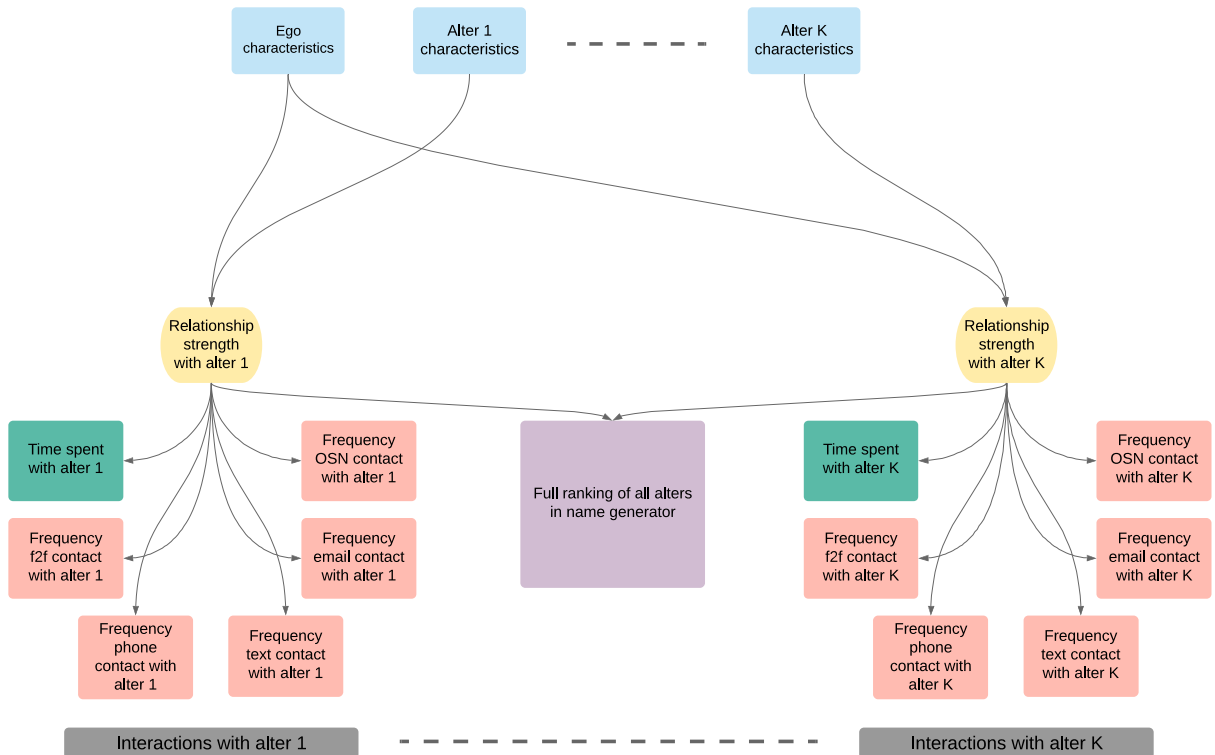 Ego
characteristics
Alter 1
characteristics
Alter K
characteristics
Relationship
strength
with alter 1
Relationship
strength
with alter K
Time spent
with alter 1
Frequency
OSN contact
with alter 1
Full ranking of all alters
in name generator
Time spent
with alter K
Frequency
OSN contact
with alter K
Frequency
f2f contact
with alter 1
Frequency
email contact
with alter 1
Frequency
f2f contact
with alter K
Frequency
email contact
with alter K
Frequency
phone
contact with
alter 1
Frequency
text contact
with alter 1
Frequency
phone
contact with
alter K
Frequency
text contact
with alter K
Interactions with alter 1
Interactions with alter K